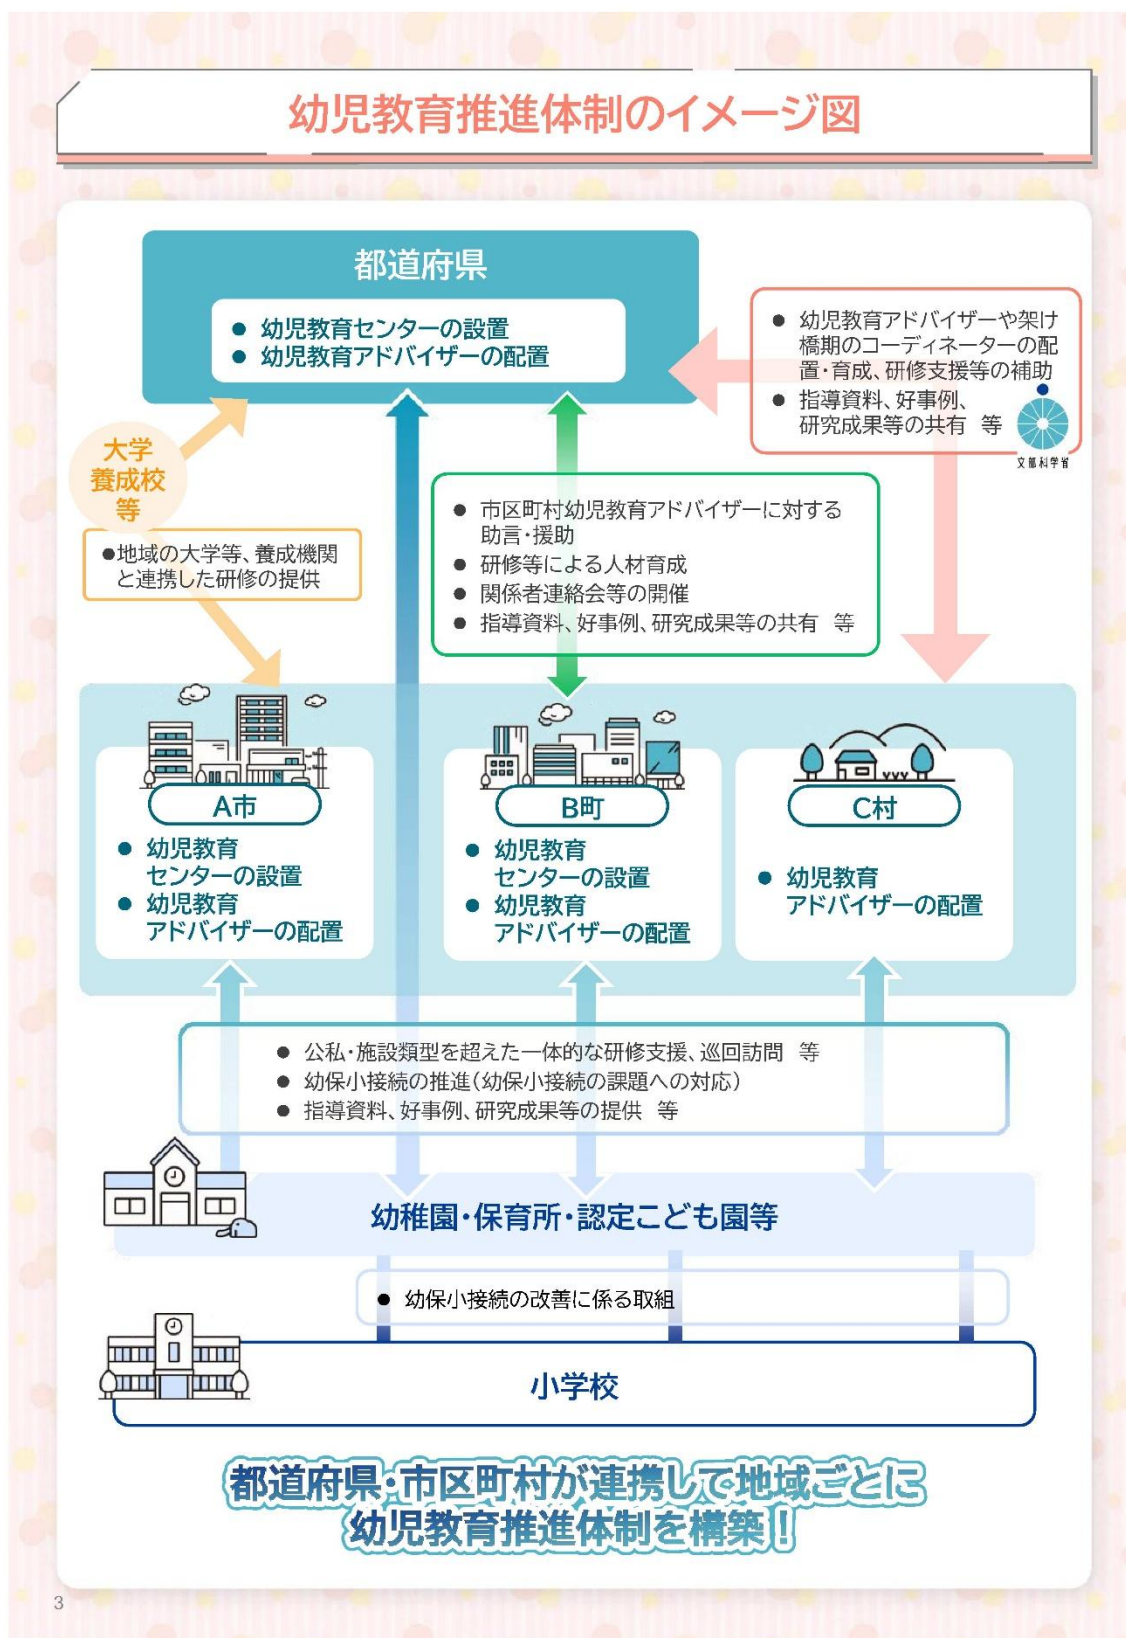 幼児教育推進体制のイメージ図
都道府県
● 幼児教育センターの設置
● 幼児教育アドバイザーの配置
● 幼児教育アドバイザーや架け
橋期のコーディネーターの配
置・育成、研修支援等の補助
● 指導資料、好事例、
研究成果等の共有 等
文部科学省
大学
養成校
等
●地域の大学等、養成機関
と連携した研修の提供
● 市区町村幼児教育アドバイザーに対する
助言・援助
● 研修等による人材育成
● 関係者連絡会等の開催
● 指導資料、好事例、研究成果等の共有 等
A市
● 幼児教育
センターの設置
● 幼児教育
アドバイザーの配置
B町
● 幼児教育
センターの設置
● 幼児教育
アドバイザーの配置
C村
● 幼児教育
アドバイザーの配置
● 公私・施設類型を超えた一体的な研修支援、巡回訪問 等
● 幼保小接続の推進(幼保小接続の課題への対応)
● 指導資料、好事例、研究成果等の提供 等
幼稚園・保育所・認定こども園等
● 幼保小接続の改善に係る取組
小学校
都道府県・市区町村が連携して地域ごとに
幼児教育推進体制を構築!
3